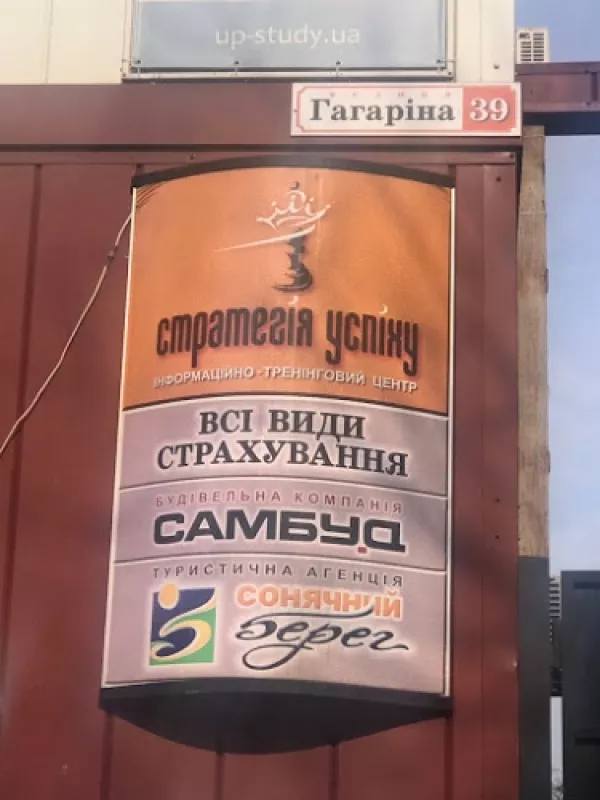 up-study.ua
вулиця
Гагаріна 39
стратегія успіху
ІНФОРМАЦІЙНО-ТРЕНІНГОВИЙ ЦЕНТР
ВСІ ВИДИ
СТРАХУВАННЯ
БУДІВЕЛЬНА КОМПАНІЯ
САМБУД
ТУРИСТИЧНА АГЕНЦІЯ
СОНЯЧНИЙ
берег